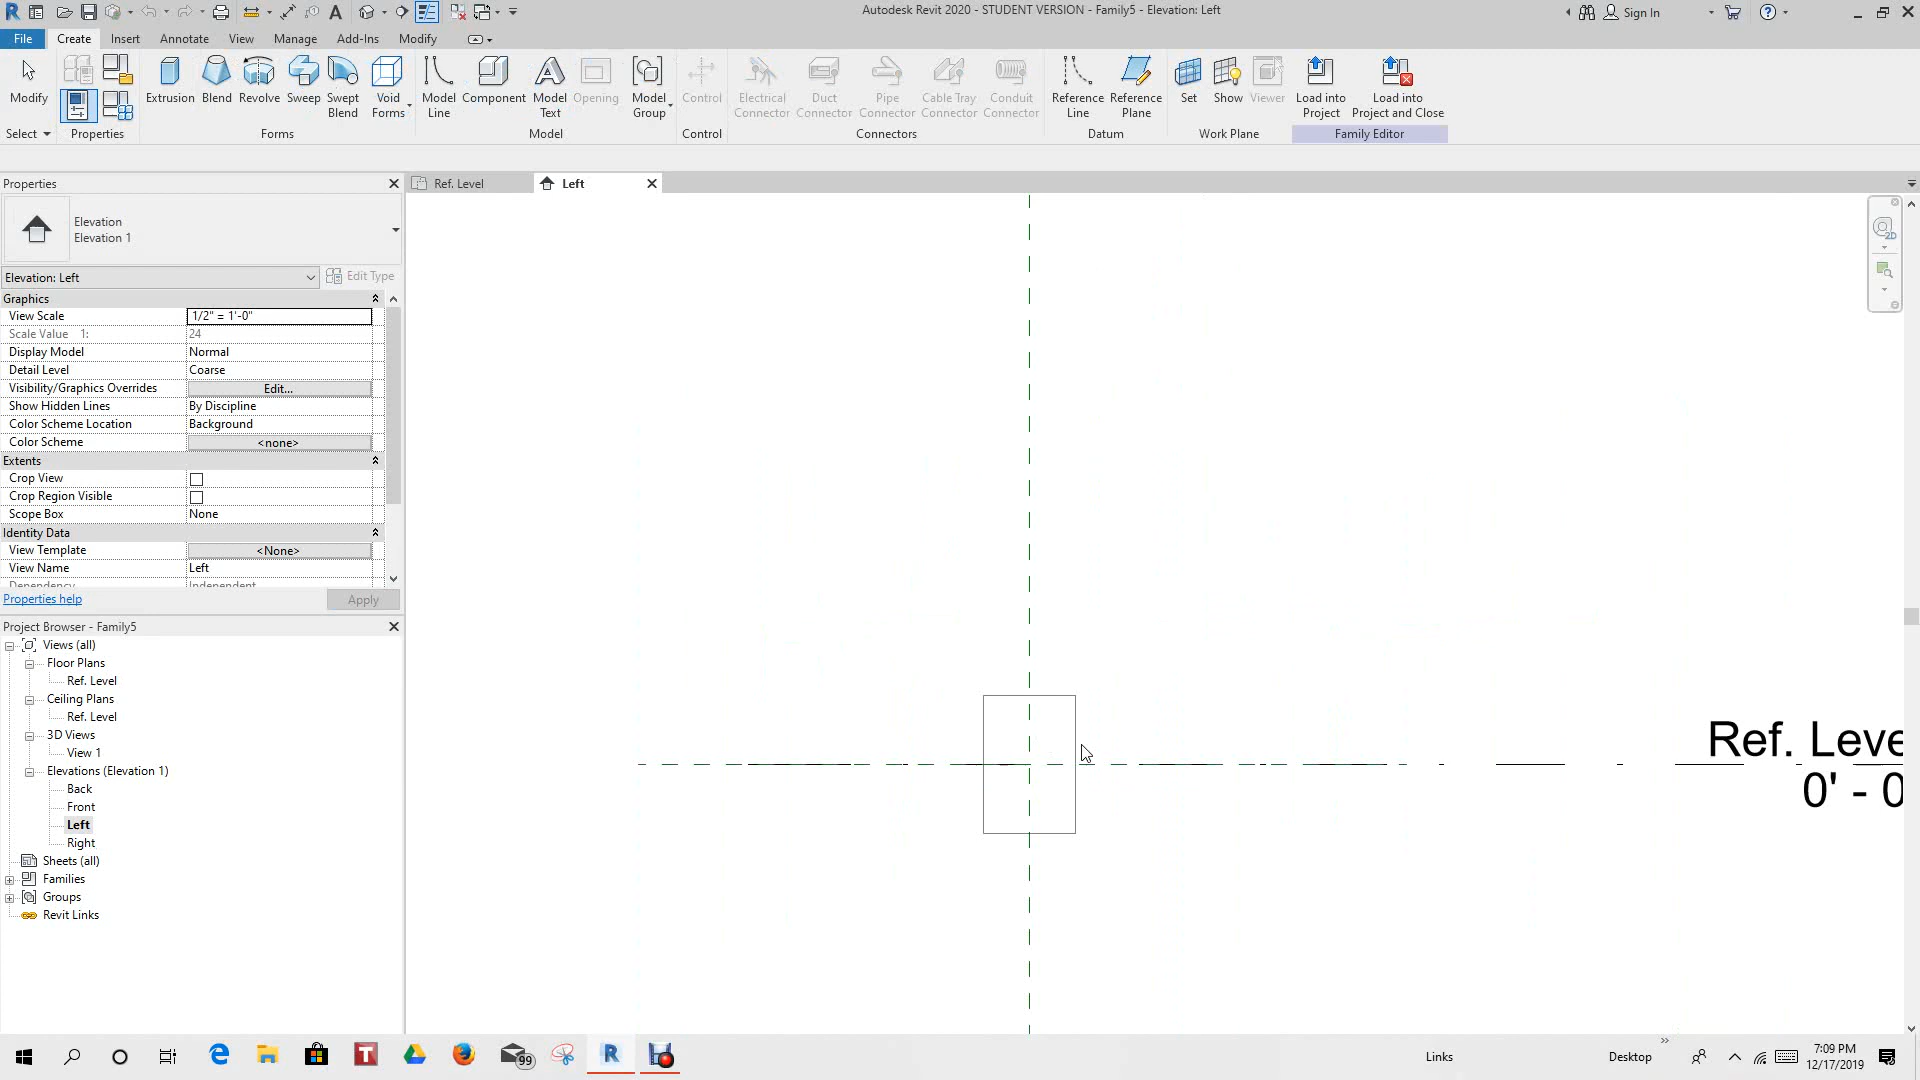 Autodesk Revit 2020 - STUDENT VERSION - Family5 - Elevation: Left
Sign In
File Create Insert Annotate View Manage Add-Ins Modify
Modify
Extrusion Blend Revolve Sweep Swept Blend Void Forms
Model Line Component Model Text Opening Model Group
Control
Electrical Connector Duct Connector Pipe Connector Cable Tray Connector Conduit Connector
Reference Line Reference Plane
Set Show Viewer
Load into Project Load into Project and Close
Select Properties Forms Model Control Connectors Datum Work Plane Family Editor
Properties
Ref. Level
Left
Elevation
Elevation 1
Elevation: Left
Edit Type
Graphics
View Scale 1/2" = 1'-0"
Scale Value 1: 24
Display Model Normal
Detail Level Coarse
Visibility/Graphics Overrides Edit...
Show Hidden Lines By Discipline
Color Scheme Location Background
Color Scheme <none>
Extents
Crop View
Crop Region Visible
Scope Box None
Identity Data
View Template <None>
View Name Left
Dependency Independent
Properties help
Apply
Project Browser - Family5
Views (all)
Floor Plans
Ref. Level
Ceiling Plans
Ref. Level
3D Views
View 1
Elevations (Elevation 1)
Back
Front
Left
Right
Sheets (all)
Families
Groups
Revit Links
2D
Ref. Leve
0' - 0
99
Links
Desktop
7:09 PM
12/17/2019